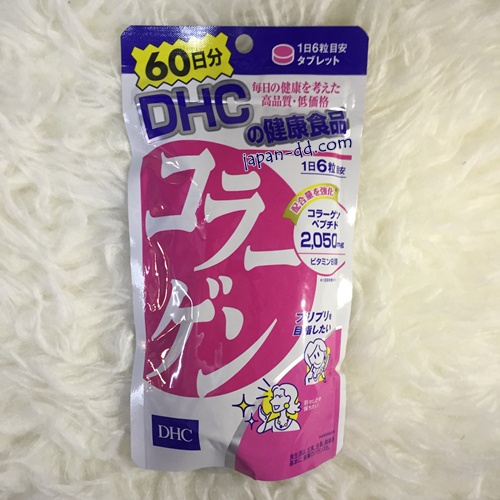 60日分
1日6粒目安
タブレット
毎日の健康を考えた
高品質・低価格
DHC
の健康食品
japan-dd.com
1日6粒目安
配合量を強化
コラーゲン
コラーゲン
ペプチド
2,050mg
ビタミンB群
プリプリを
目指したい
DHC